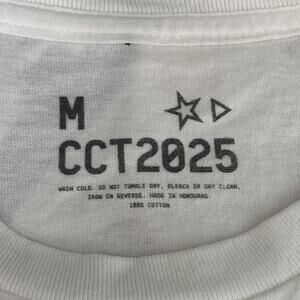 M
CCT2025
WASH COLD. DO NOT TUMBLE DRY, BLEACH OR DRY CLEAN.
IRON ON REVERSE. MADE IN HONDURAS.
100% COTTON